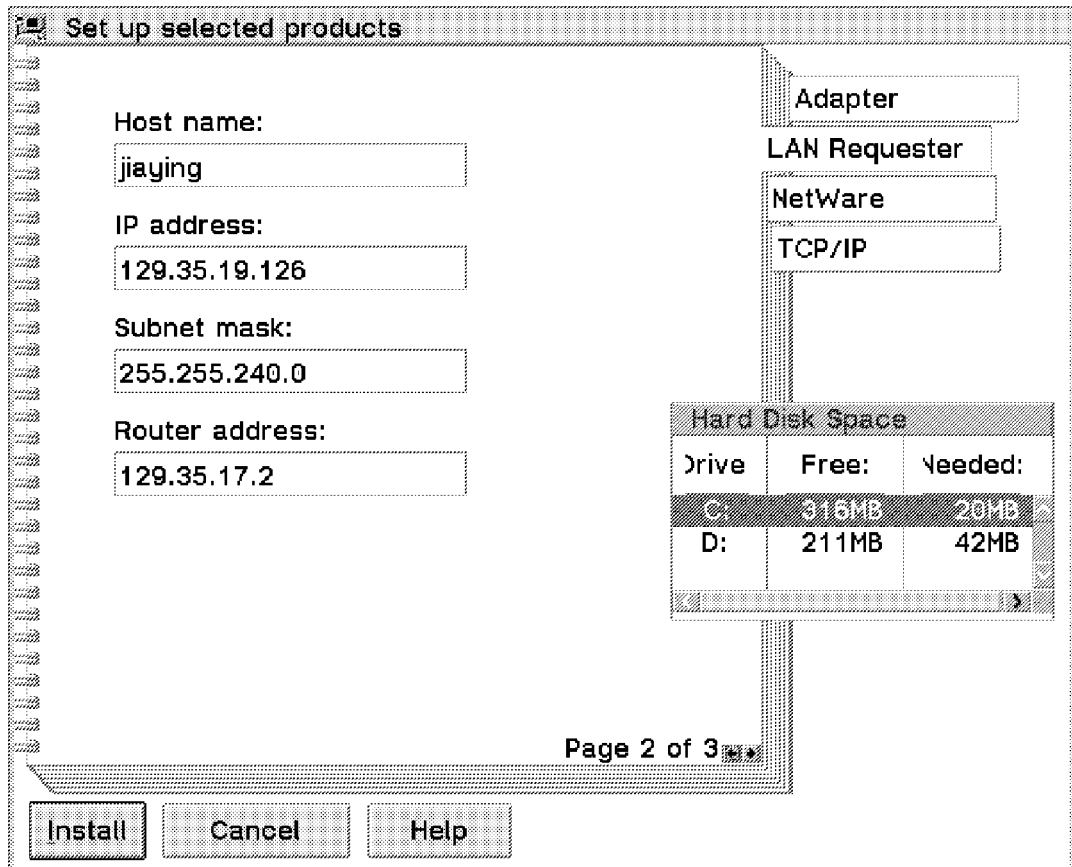 Set up selected products
Host name:
jiaying
IP address:
129.35.19.126
Subnet mask:
255.255.240.0
Router address:
129.35.17.2
Page 2 of 3
Adapter
LAN Requester
NetWare
TCP/IP
Hard Disk Space
Drive Free: Needed:
C: 316MB 20MB
D: 211MB 42MB
Install Cancel Help